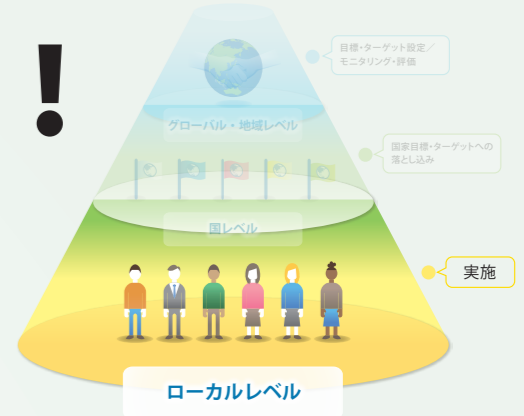 !
目標・ターゲット設定／
モニタリング・評価
グローバル・地域レベル
国家目標・ターゲットへの
落とし込み
国レベル
実施
ローカルレベル